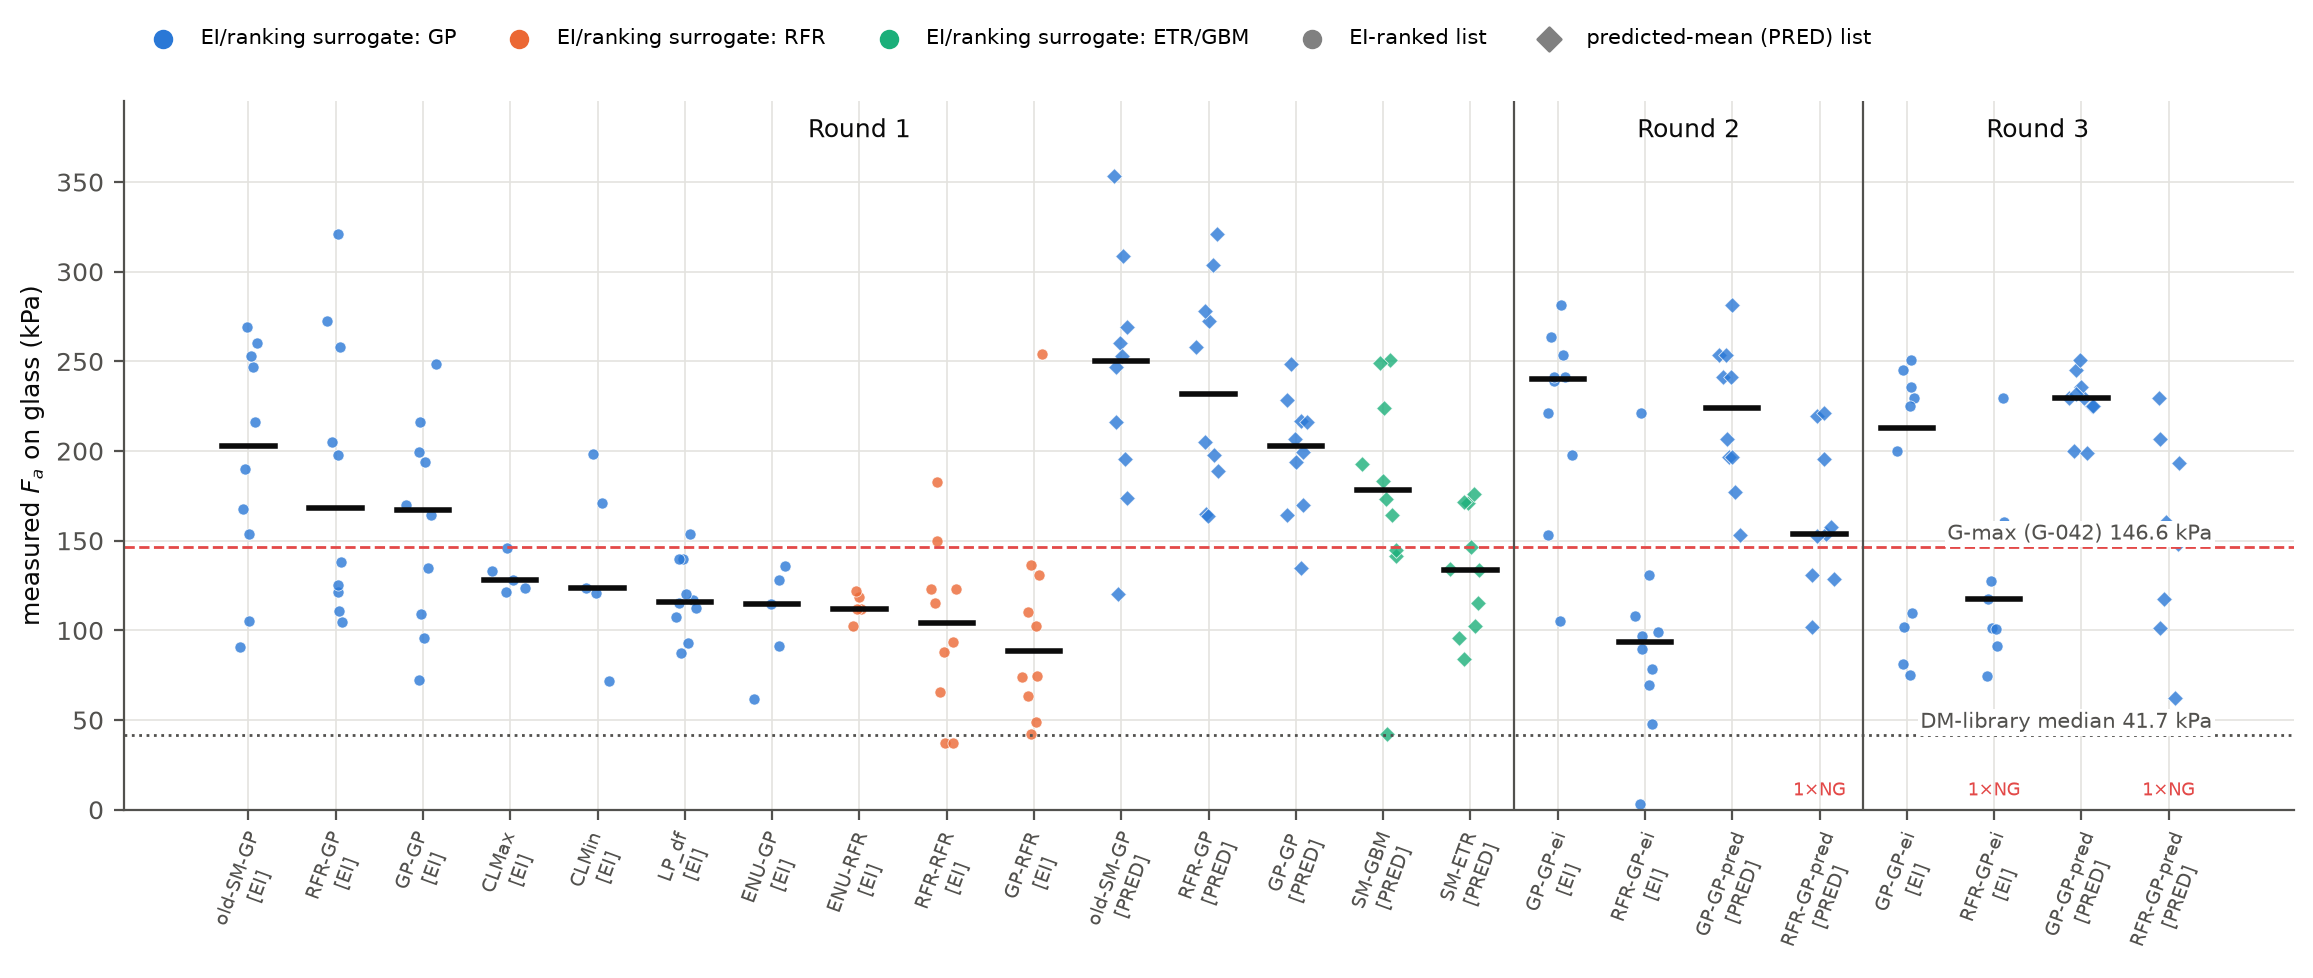 EI/ranking surrogate: GP
EI/ranking surrogate: RFR
EI/ranking surrogate: ETR/GBM
EI-ranked list
predicted-mean (PRED) list
Round 1
Round 2
Round 3
measured Fa on glass (kPa)
350
300
250
200
150
100
50
0
G-max (G-042) 146.6 kPa
DM-library median 41.7 kPa
1×NG
1×NG
1×NG
old-SM-GP
[EI]
RFR-GP
[EI]
GP-GP
[EI]
CLMax
[EI]
CLMin
[EI]
LP_df
[EI]
ENU-GP
[EI]
ENU-RFR
[EI]
RFR-RFR
[EI]
GP-RFR
[EI]
old-SM-GP
[PRED]
RFR-GP
[PRED]
GP-GP
[PRED]
SM-GBM
[PRED]
SM-ETR
[PRED]
GP-GP-ei
[EI]
RFR-GP-ei
[EI]
GP-GP-pred
[PRED]
RFR-GP-pred
[PRED]
GP-GP-ei
[EI]
RFR-GP-ei
[EI]
GP-GP-pred
[PRED]
RFR-GP-pred
[PRED]